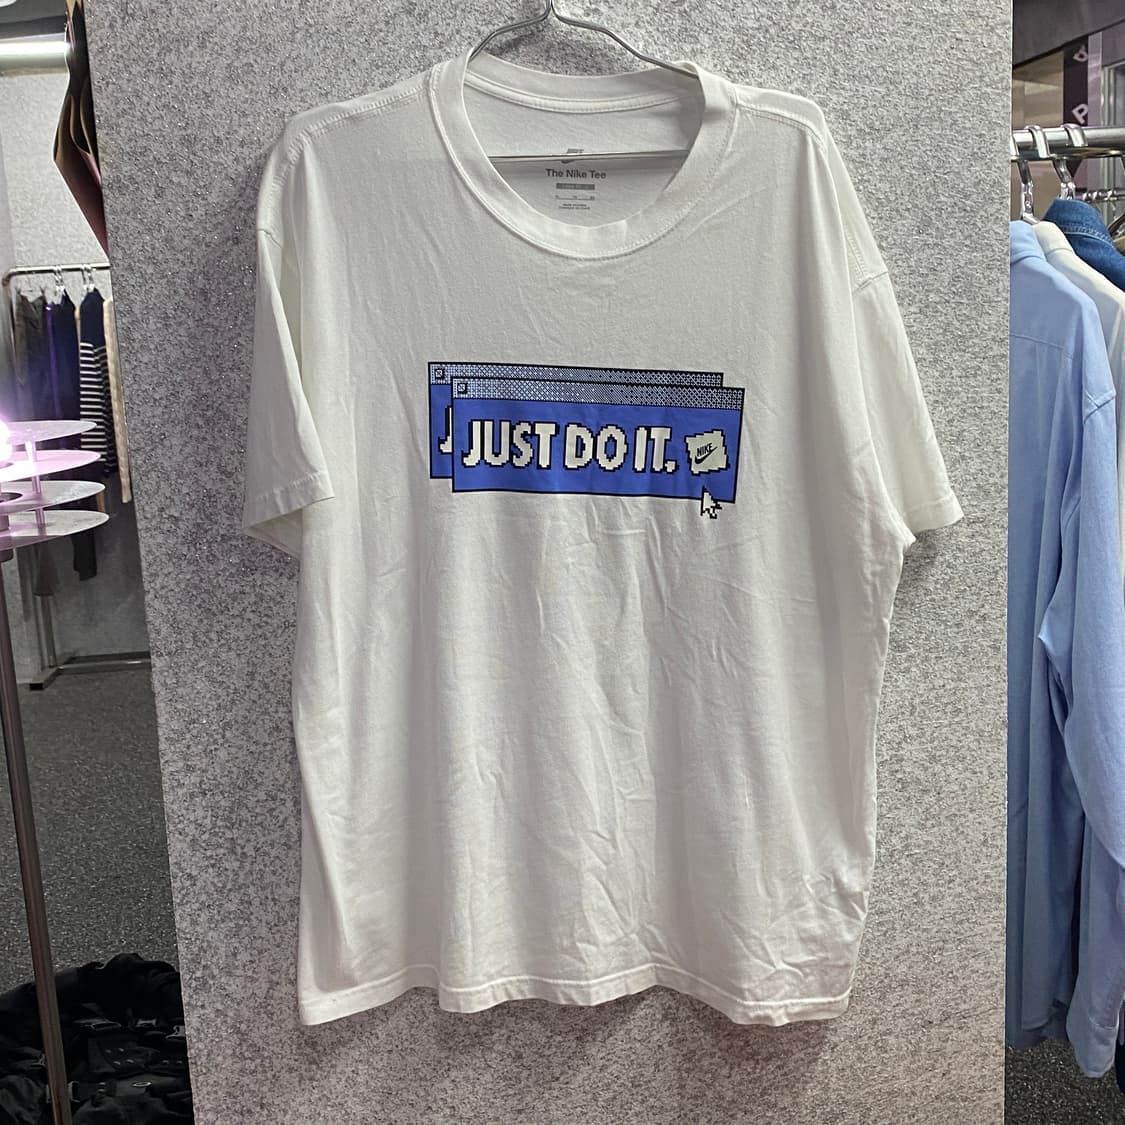 The Nike Tee
JUST DO IT.
NIKE
P